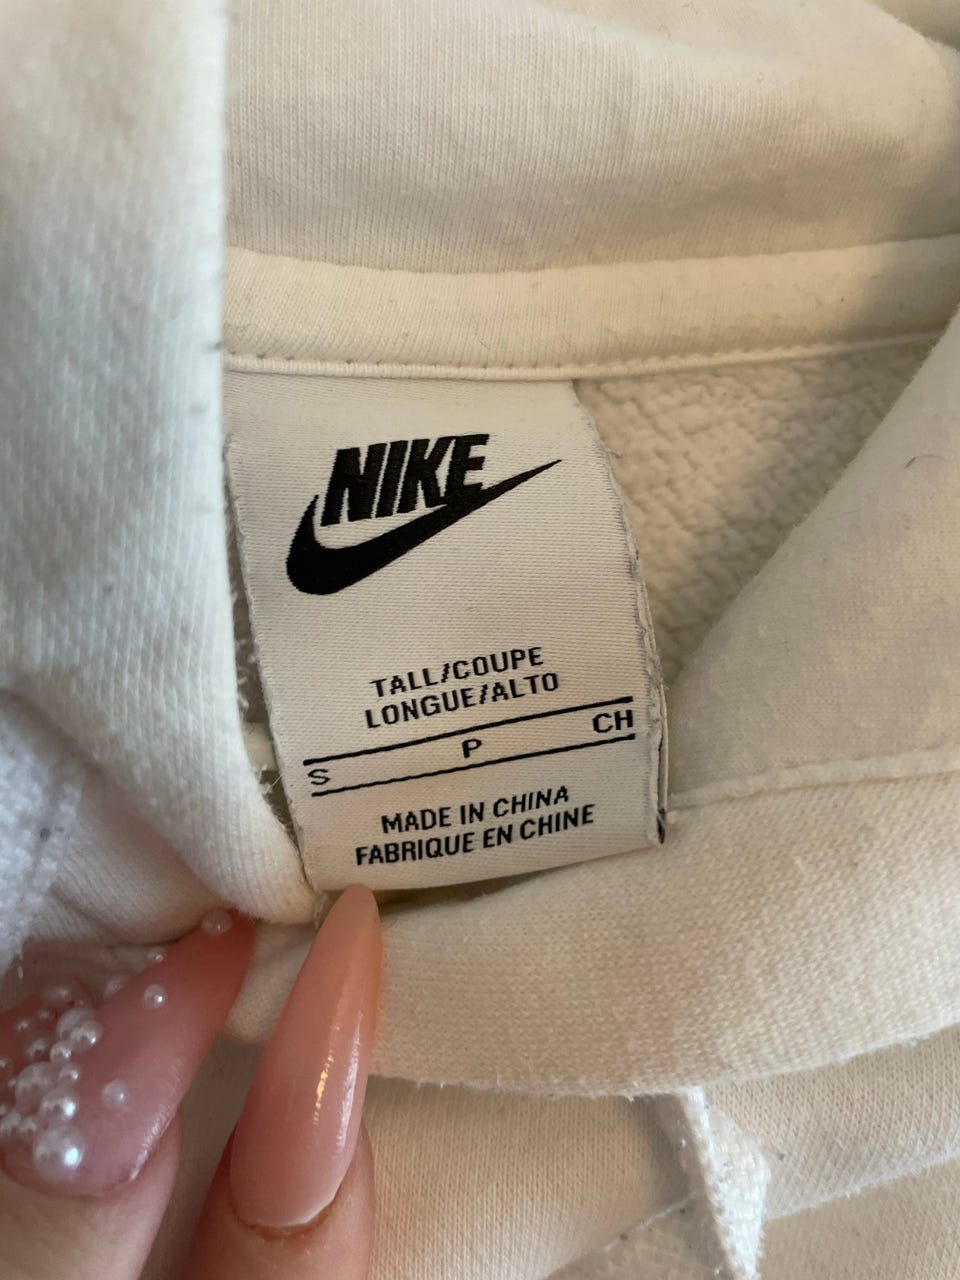 NIKE
TALL/COUPE
LONGUE/ALTO
S P CH
MADE IN CHINA
FABRIQUE EN CHINE